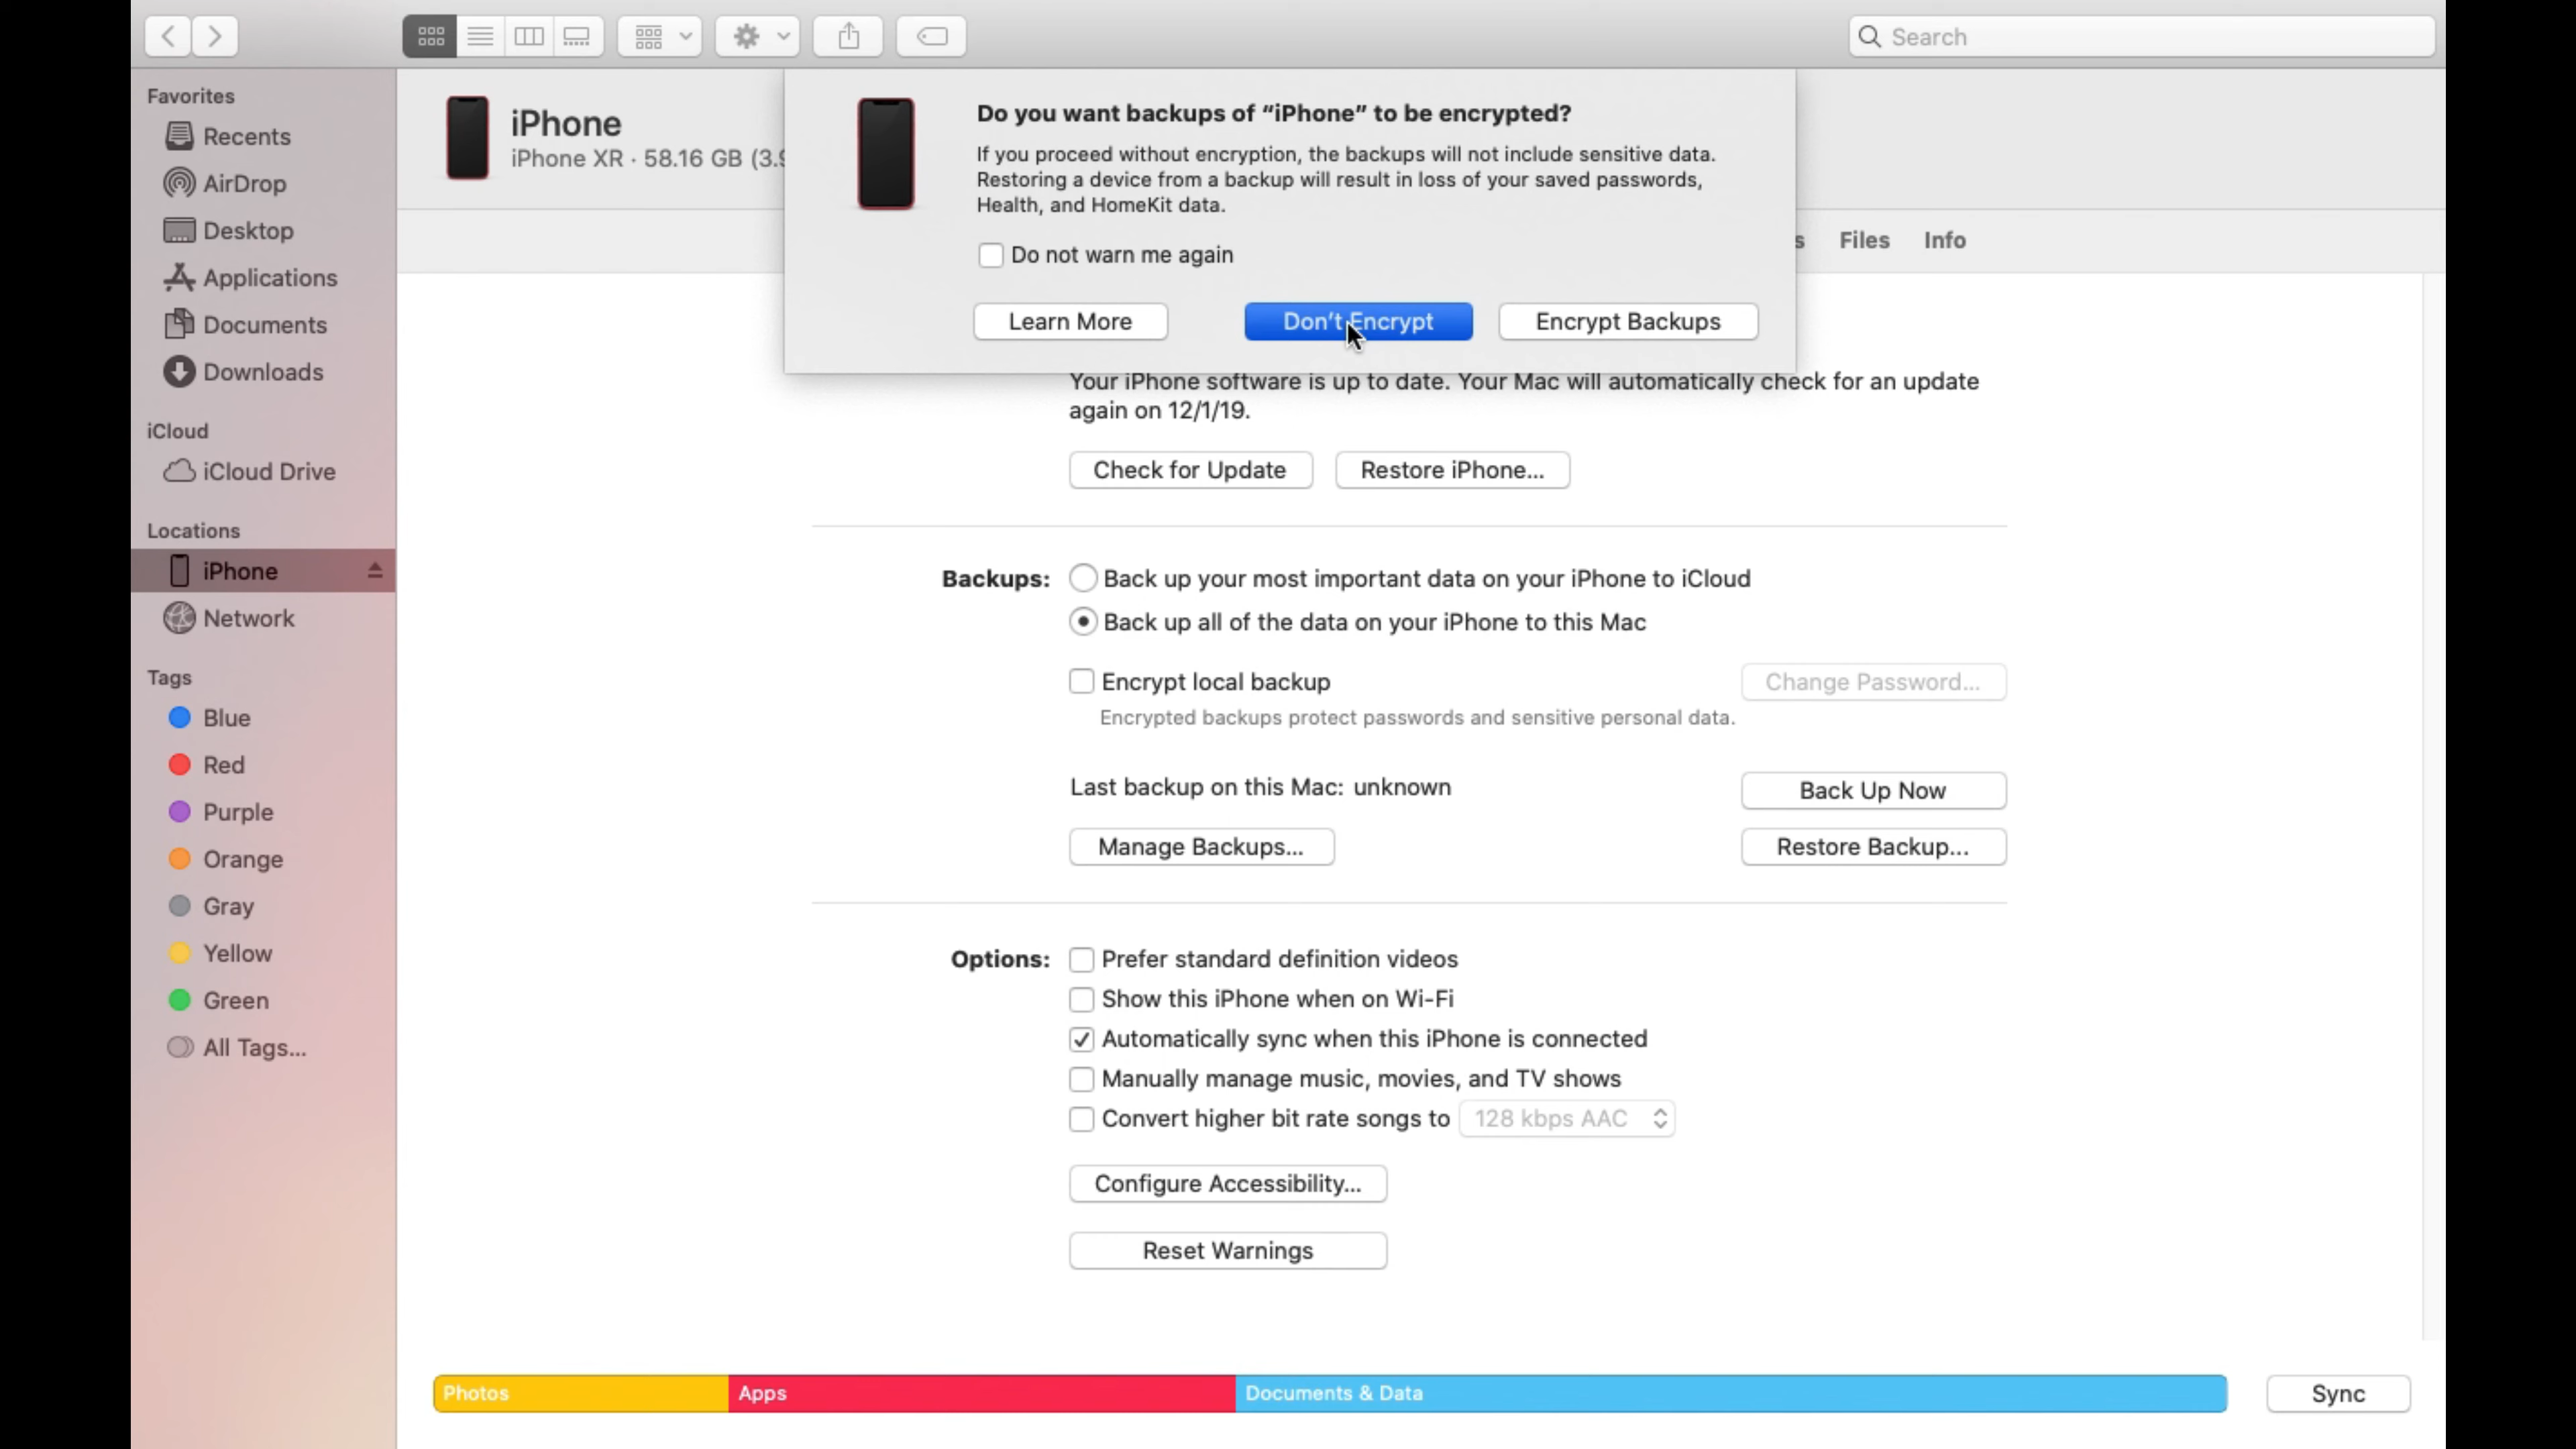 Search
Favorites
Recents
AirDrop
Desktop
Applications
Documents
Downloads
iCloud
iCloud Drive
Locations
iPhone
Network
Tags
Blue
Red
Purple
Orange
Gray
Yellow
Green
All Tags...
iPhone
iPhone XR · 58.16 GB (3.9
Do you want backups of “iPhone” to be encrypted?
If you proceed without encryption, the backups will not include sensitive data.
Restoring a device from a backup will result in loss of your saved passwords,
Health, and HomeKit data.
Do not warn me again
Learn More
Don’t Encrypt
Encrypt Backups
s Files Info
Your iPhone software is up to date. Your Mac will automatically check for an update
again on 12/1/19.
Check for Update
Restore iPhone...
Backups: Back up your most important data on your iPhone to iCloud
Back up all of the data on your iPhone to this Mac
Encrypt local backup
Change Password...
Encrypted backups protect passwords and sensitive personal data.
Last backup on this Mac: unknown
Back Up Now
Manage Backups...
Restore Backup...
Options: Prefer standard definition videos
Show this iPhone when on Wi-Fi
Automatically sync when this iPhone is connected
Manually manage music, movies, and TV shows
Convert higher bit rate songs to 128 kbps AAC
Configure Accessibility...
Reset Warnings
Photos
Apps
Documents & Data
Sync